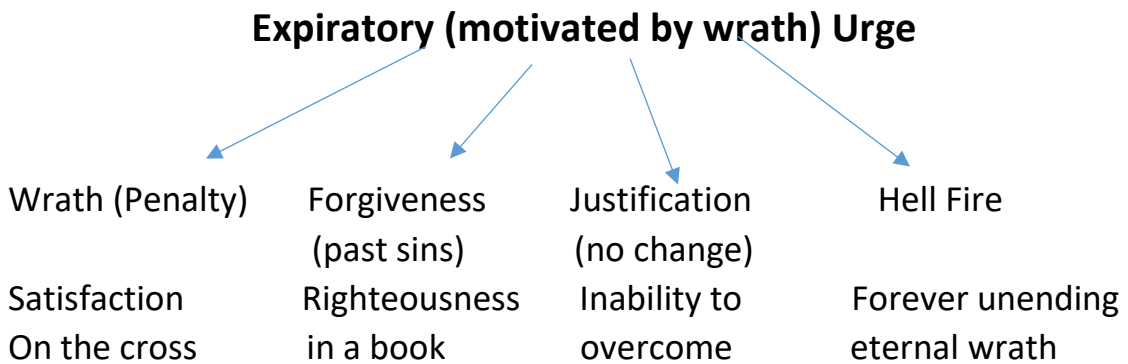 Expiratory (motivated by wrath) Urge
Wrath (Penalty) Forgiveness Justification Hell Fire
(past sins) (no change)
Satisfaction Righteousness Inability to Forever unending
On the cross in a book overcome eternal wrath